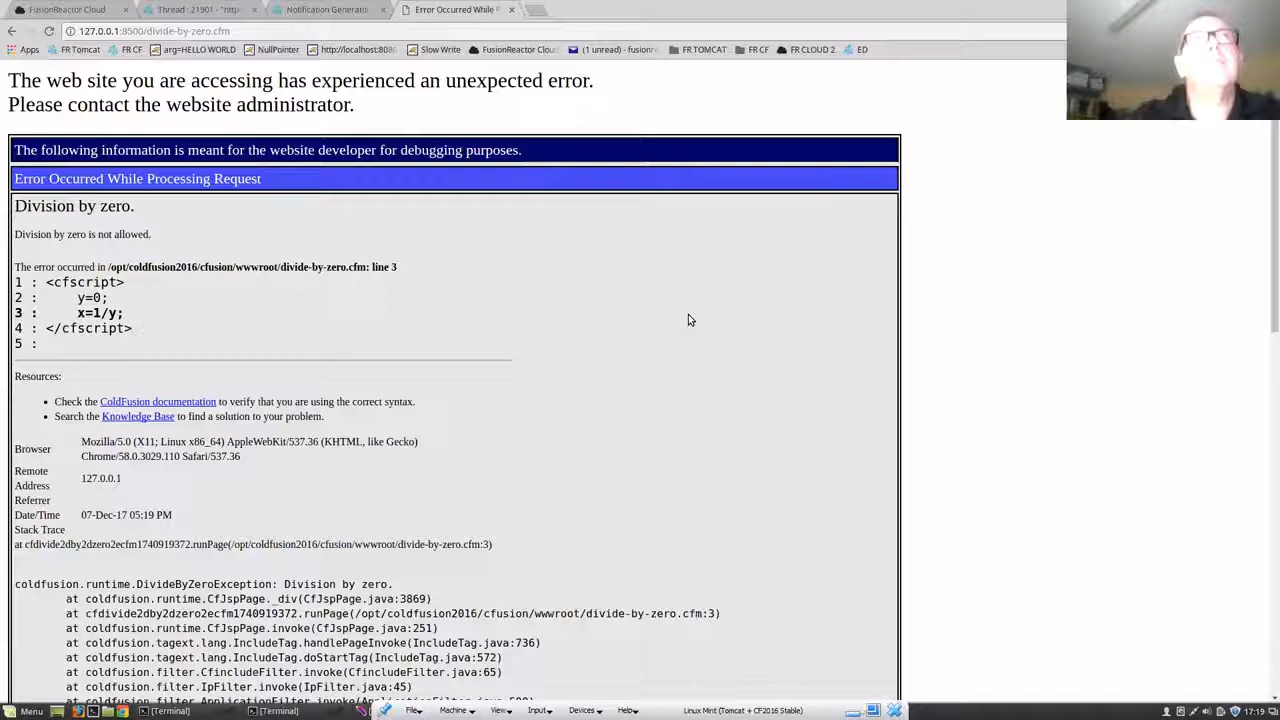 FusionReactor Cloud
Thread : 21901 - "http
Notification Generator
Error Occurred While P
127.0.0.1:8500/divide-by-zero.cfm
Apps FR Tomcat FR CF arg=HELLO WORLD NullPointer http://localhost:808 Slow Write FusionReactor Clou (1 unread) - fusionr FR TOMCAT FR CF FR CLOUD 2 ED
The web site you are accessing has experienced an unexpected error.
Please contact the website administrator.
The following information is meant for the website developer for debugging purposes.
Error Occurred While Processing Request
Division by zero.
Division by zero is not allowed.
The error occurred in /opt/coldfusion2016/cfusion/wwwroot/divide-by-zero.cfm: line 3
1 : <cfscript>
2 : y=0;
3 : x=1/y;
4 : </cfscript>
5 :
Resources:
• Check the ColdFusion documentation to verify that you are using the correct syntax.
• Search the Knowledge Base to find a solution to your problem.
Browser Mozilla/5.0 (X11; Linux x86_64) AppleWebKit/537.36 (KHTML, like Gecko)
Chrome/58.0.3029.110 Safari/537.36
Remote
Address 127.0.0.1
Referrer
Date/Time 07-Dec-17 05:19 PM
Stack Trace
at cfdivide2dby2dzero2ecfm1740919372.runPage(/opt/coldfusion2016/cfusion/wwwroot/divide-by-zero.cfm:3)
coldfusion.runtime.DivideByZeroException: Division by zero.
at coldfusion.runtime.CfJspPage._div(CfJspPage.java:3869)
at cfdivide2dby2dzero2ecfm1740919372.runPage(/opt/coldfusion2016/cfusion/wwwroot/divide-by-zero.cfm:3)
at coldfusion.runtime.CfJspPage.invoke(CfJspPage.java:251)
at coldfusion.tagext.lang.IncludeTag.handlePageInvoke(IncludeTag.java:736)
at coldfusion.tagext.lang.IncludeTag.doStartTag(IncludeTag.java:572)
at coldfusion.filter.CfincludeFilter.invoke(CfincludeFilter.java:65)
at coldfusion.filter.IpFilter.invoke(IpFilter.java:45)
Menu [Terminal] [Terminal] File Machine View Input Devices Help Linux Mint (Tomcat + CF2016 Stable) 17:19